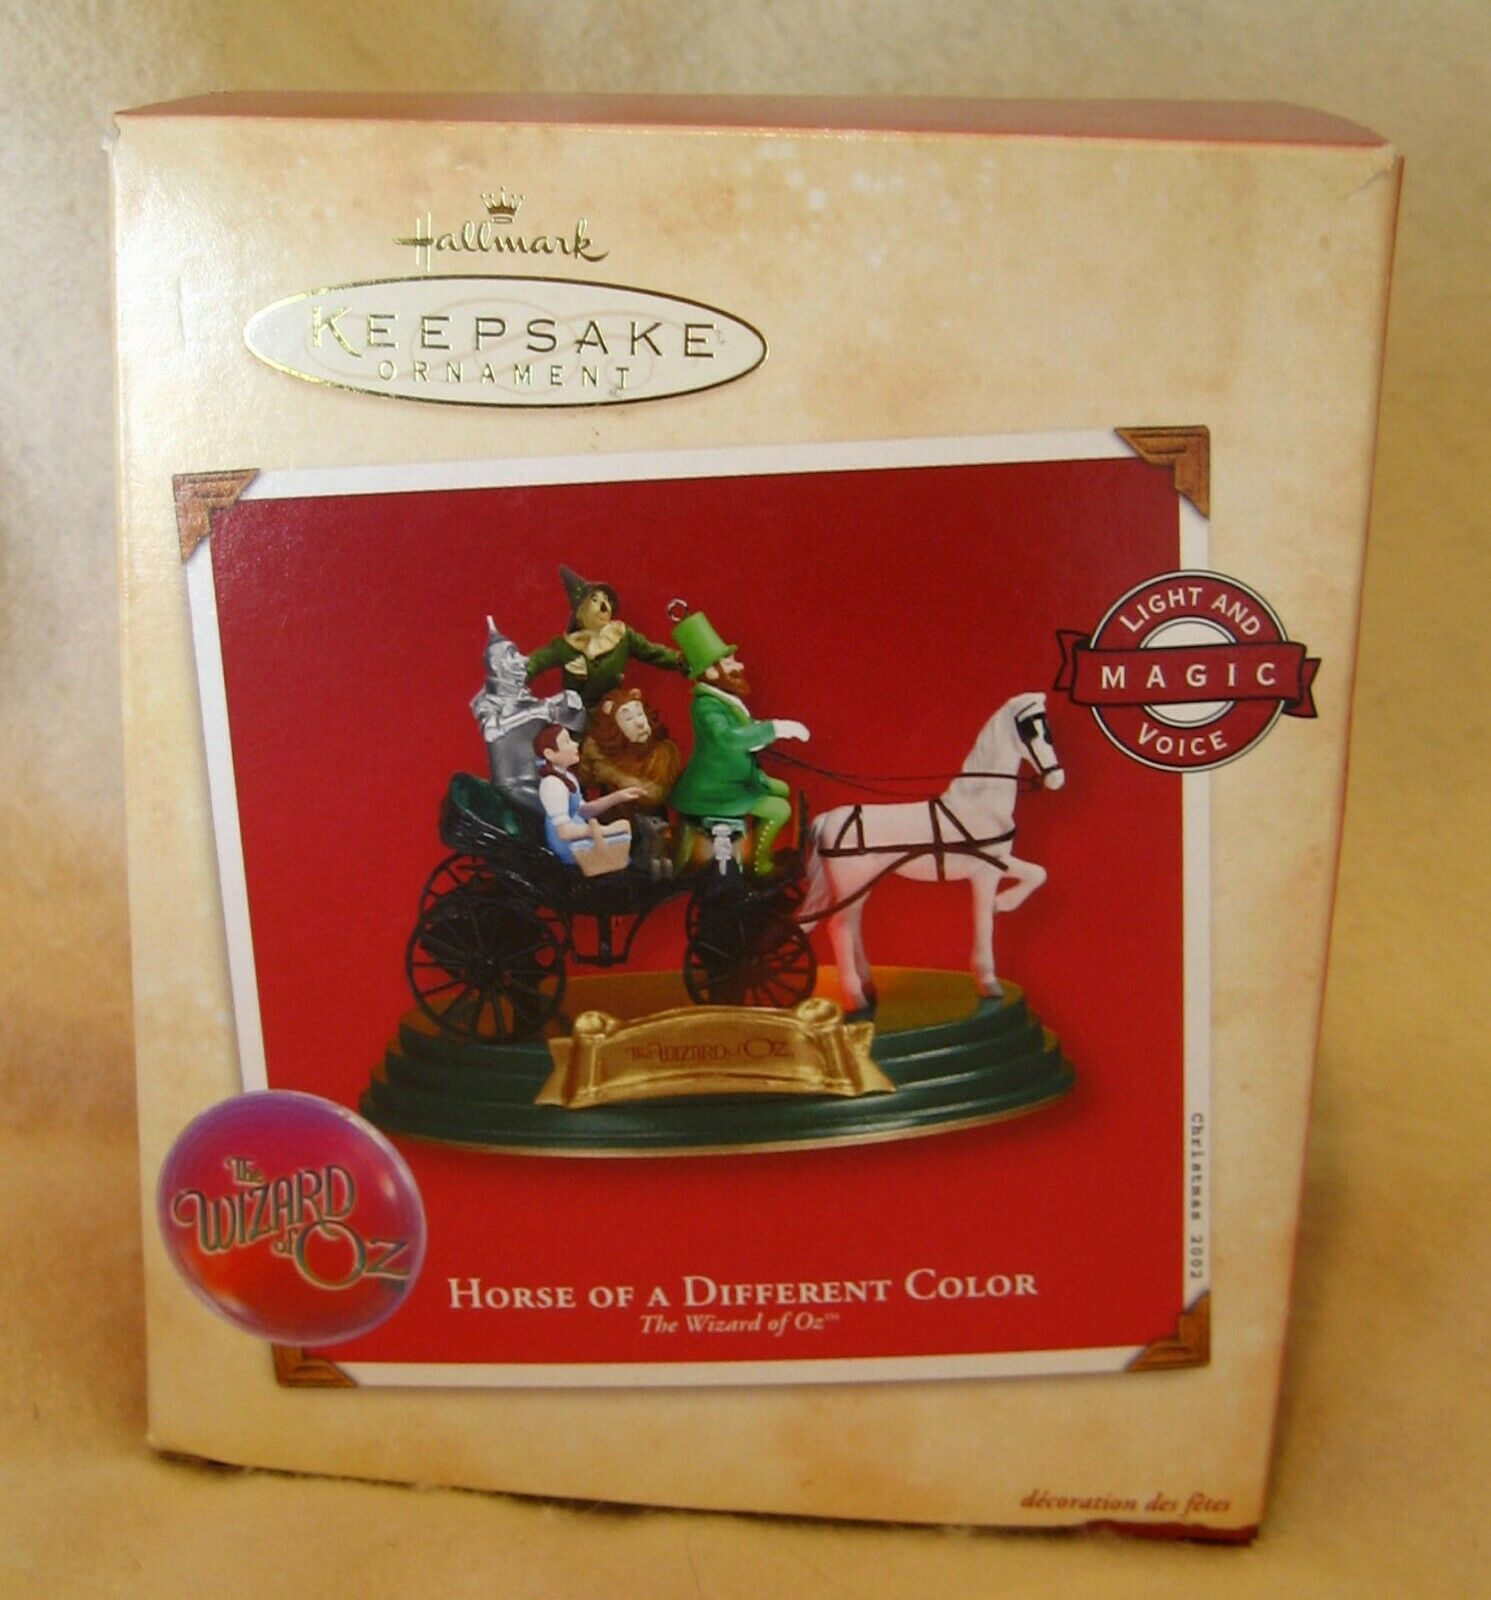 Hallmark
KEEPSAKE
ORNAMENT
LIGHT AND
MAGIC
VOICE
The WIZARD of OZ
Christmas 2002
The
WIZARD
of OZ
HORSE OF A DIFFERENT COLOR
The Wizard of Oz™
décoration des fêtes